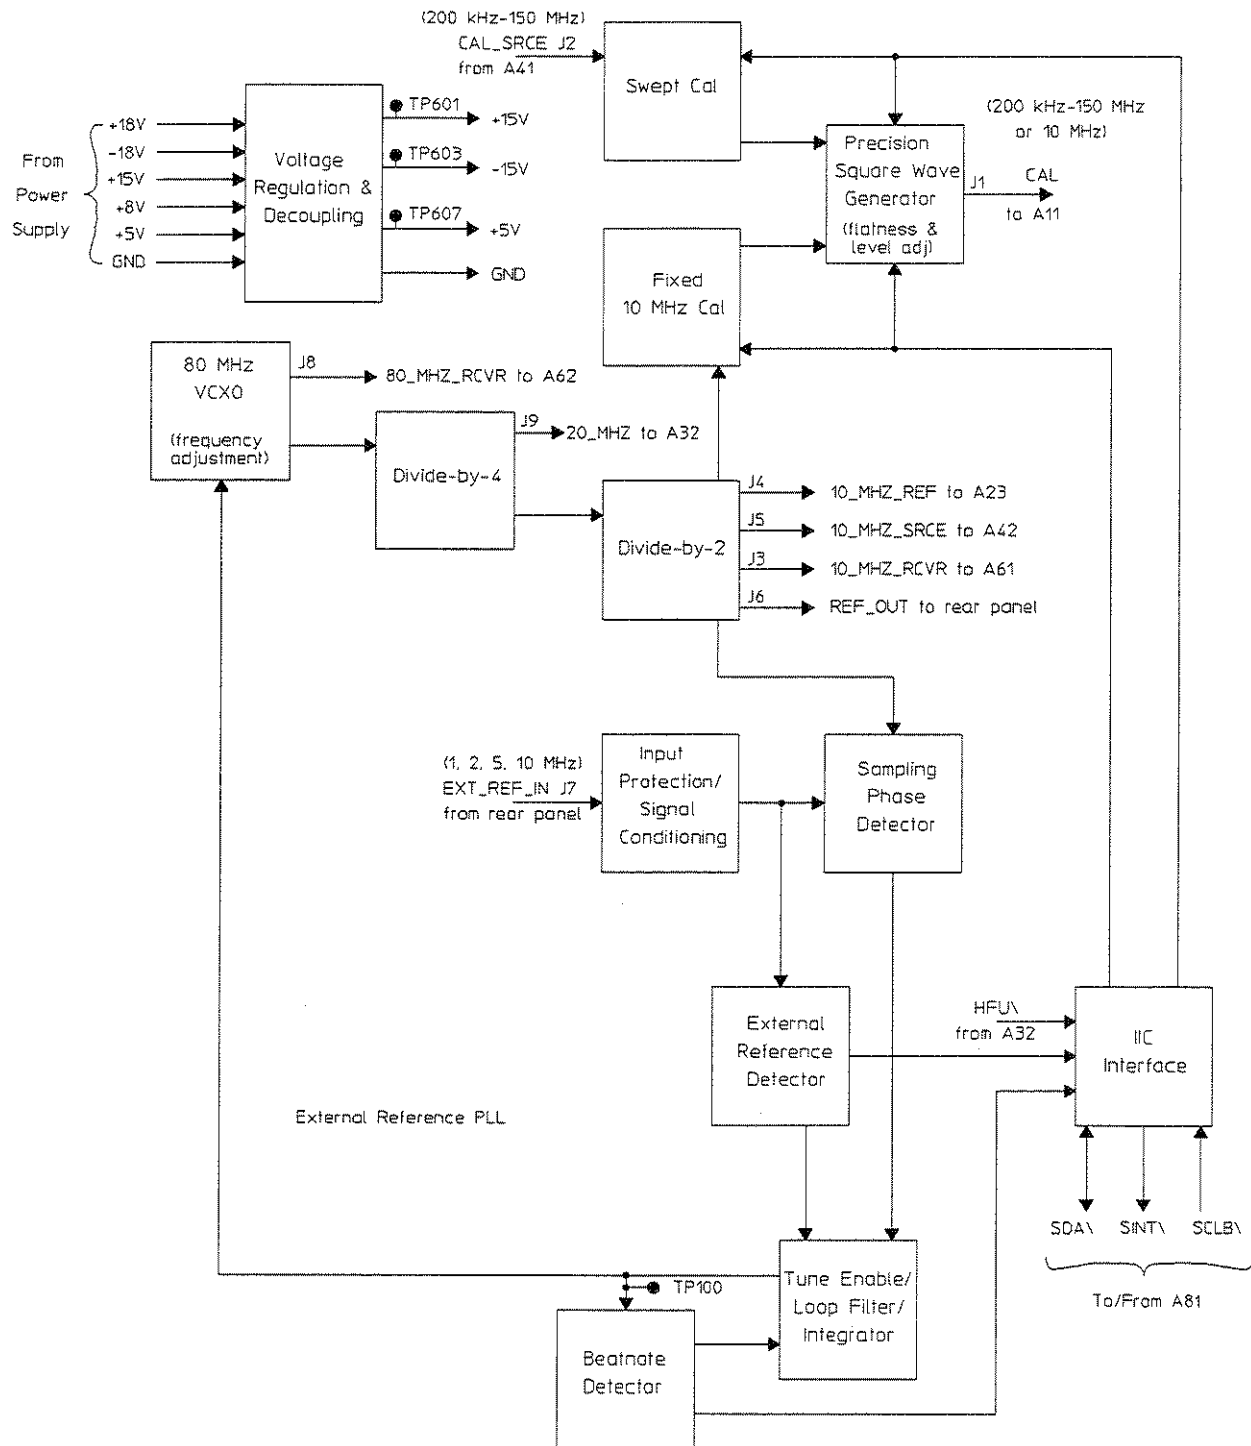 (200 kHz-150 MHz)
CAL_SRCE J2
from A41
Swept Cal
(200 kHz-150 MHz
or 10 MHz)
Precision
Square Wave
Generator
(flatness &
level adj)
J1
CAL
to A11
From
Power
Supply
+18V
-18V
+15V
+8V
+5V
GND
Voltage
Regulation &
Decoupling
TP601
+15V
TP603
-15V
TP607
+5V
GND
Fixed
10 MHz Cal
80 MHz
VCXO
(frequency
adjustment)
J8
80_MHZ_RCVR to A62
Divide-by-4
J9
20_MHZ to A32
Divide-by-2
J4
10_MHZ_REF to A23
J5
10_MHZ_SRCE to A42
J3
10_MHZ_RCVR to A61
J6
REF_OUT to rear panel
(1, 2, 5, 10 MHz)
EXT_REF_IN J7
from rear panel
Input
Protection/
Signal
Conditioning
Sampling
Phase
Detector
External
Reference
Detector
HFU\
from A32
IIC
Interface
External Reference PLL
SDA\
SINT\
SCLB\
To/From A81
TP100
Tune Enable/
Loop Filter/
Integrator
Beatnate
Detector